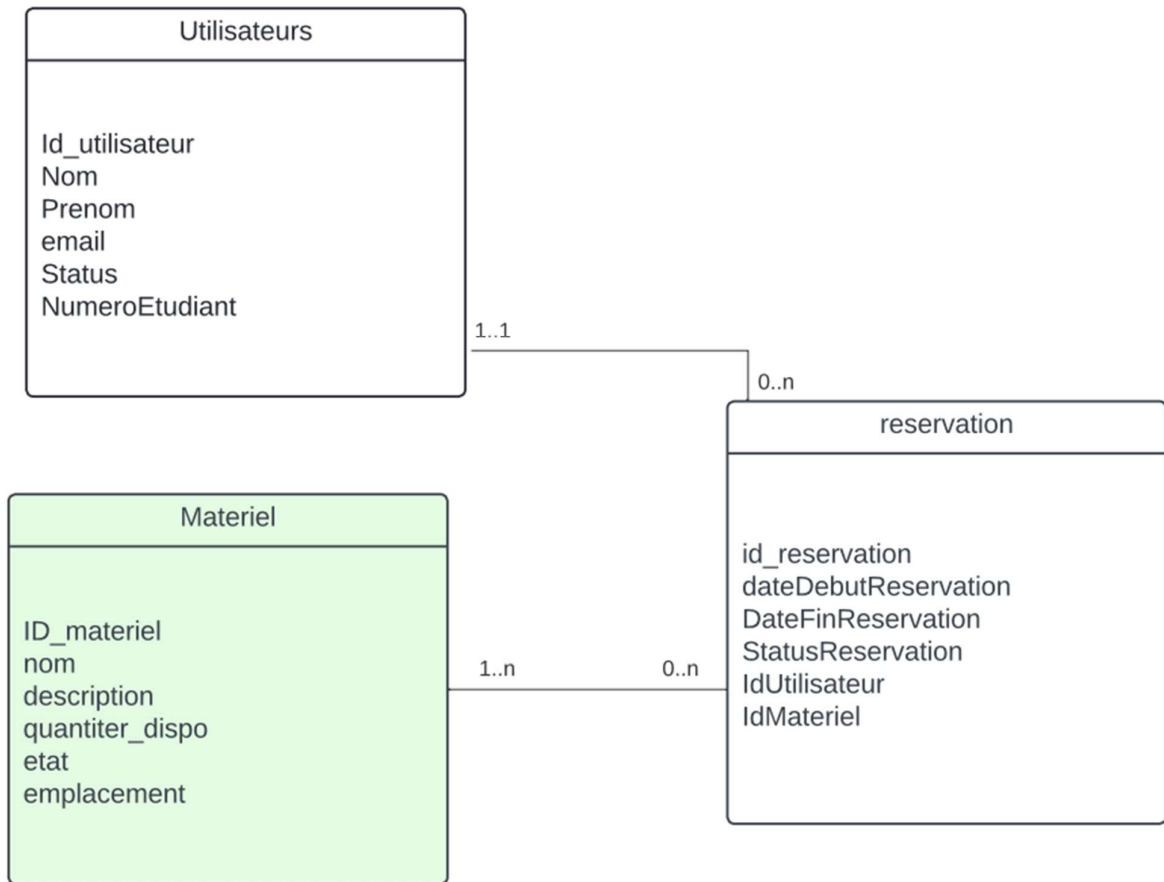 Utilisateurs
Id_utilisateur
Nom
Prenom
email
Status
NumeroEtudiant
1..1
0..n
reservation
id_reservation
dateDebutReservation
DateFinReservation
StatusReservation
IdUtilisateur
IdMateriel
Materiel
ID_materiel
nom
description
quantiter_dispo
etat
emplacement
1..n
0..n